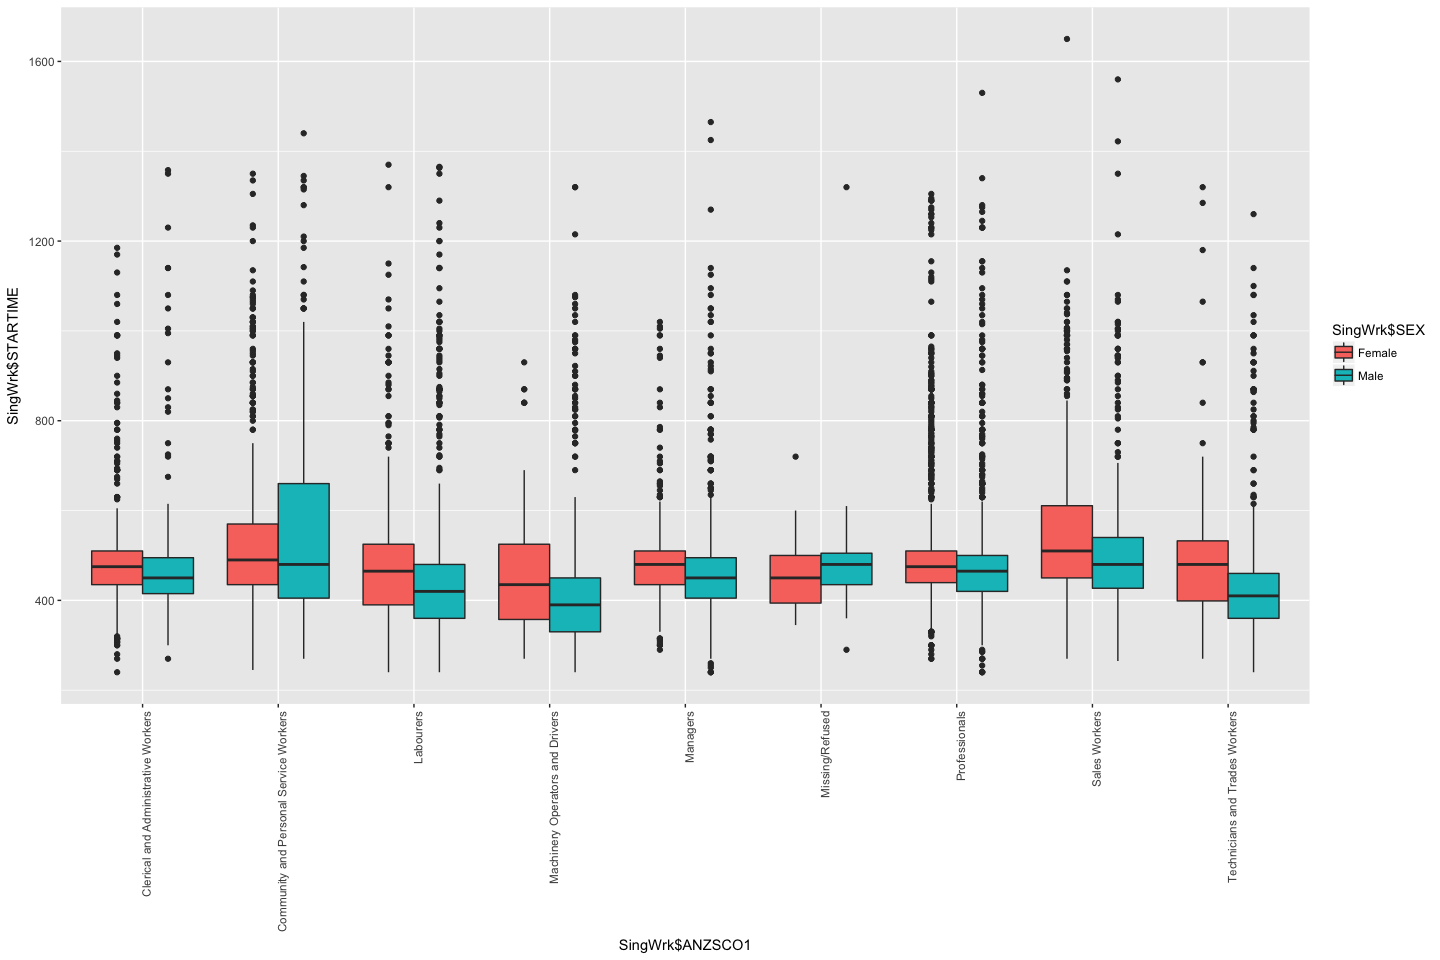 1600
1200
800
400
SingWrk$STARTIME
Clerical and Administrative Workers
Community and Personal Service Workers
Labourers
Machinery Operators and Drivers
Managers
Missing/Refused
Professionals
Sales Workers
Technicians and Trades Workers
SingWrk$ANZSCO1
SingWrk$SEX
Female
Male